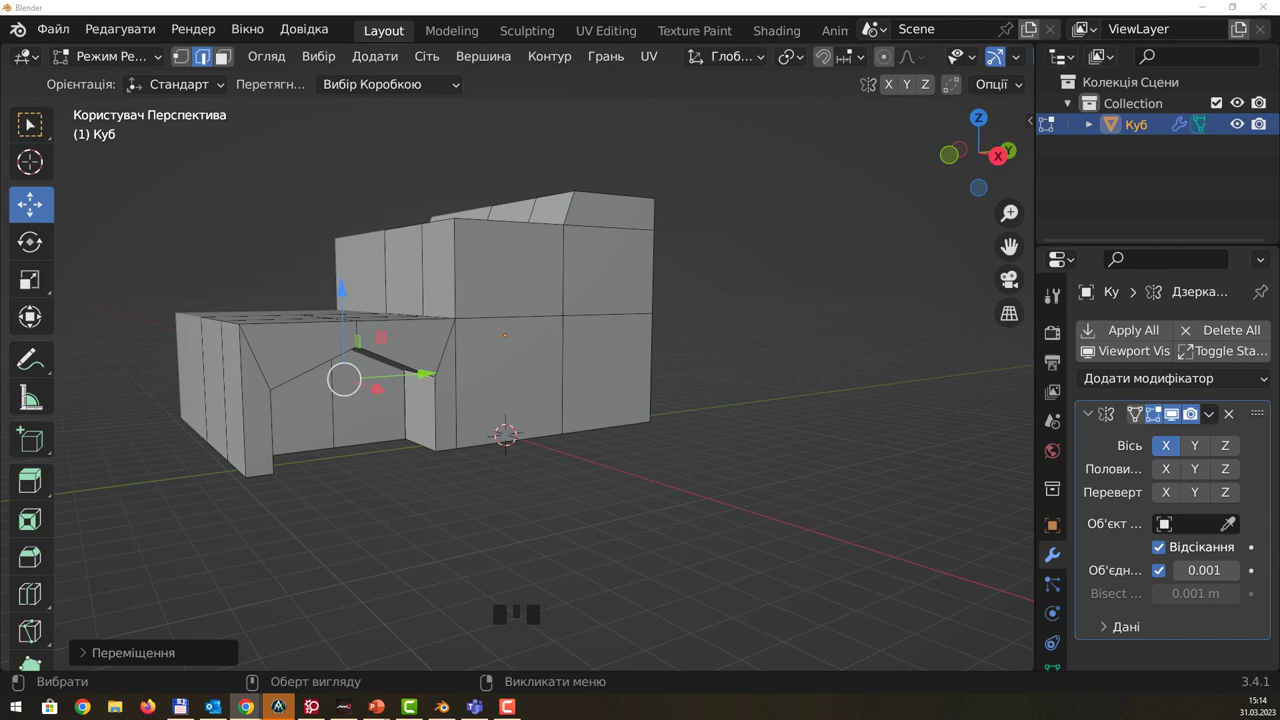 Blender
Файл Редагувати Рендер Вікно Довідка Layout Modeling Sculpting UV Editing Texture Paint Shading Anin Scene ViewLayer
Режим Ре... Огляд Вибір Додати Сіть Вершина Контур Грань UV Глоб...
Орієнтація: Стандарт Перетягн... Вибір Коробкою X Y Z Опції
Користувач Перспектива
(1) Куб
Z
Y
X
Колекція Сцени
Collection
Куб
Ку Дзерка...
Apply All Delete All
Viewport Vis Toggle Sta...
Додати модифікатор
Вісь X Y Z
Полови... X Y Z
Переверт X Y Z
Об'єкт ...
Відсікання
Об'єдн... 0.001
Bisect ... 0.001 m
Дані
Переміщення
Вибрати Оберт вигляду Викликати меню 3.4.1
15:14
31.03.2023